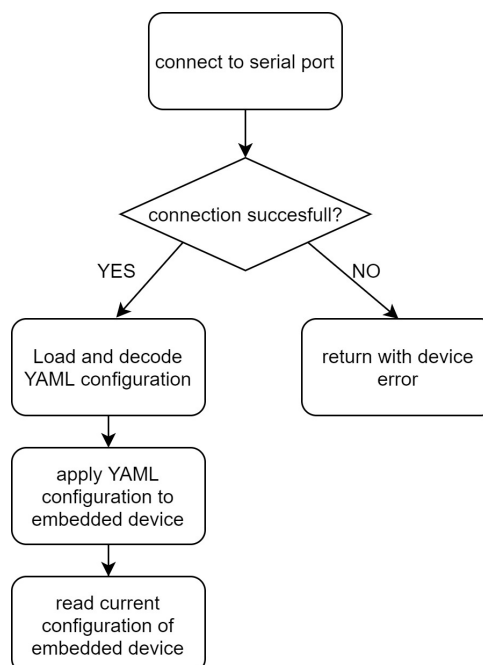 connect to serial port
connection succesfull?
YES
NO
Load and decode
YAML configuration
return with device
error
apply YAML
configuration to
embedded device
read current
configuration of
embedded device